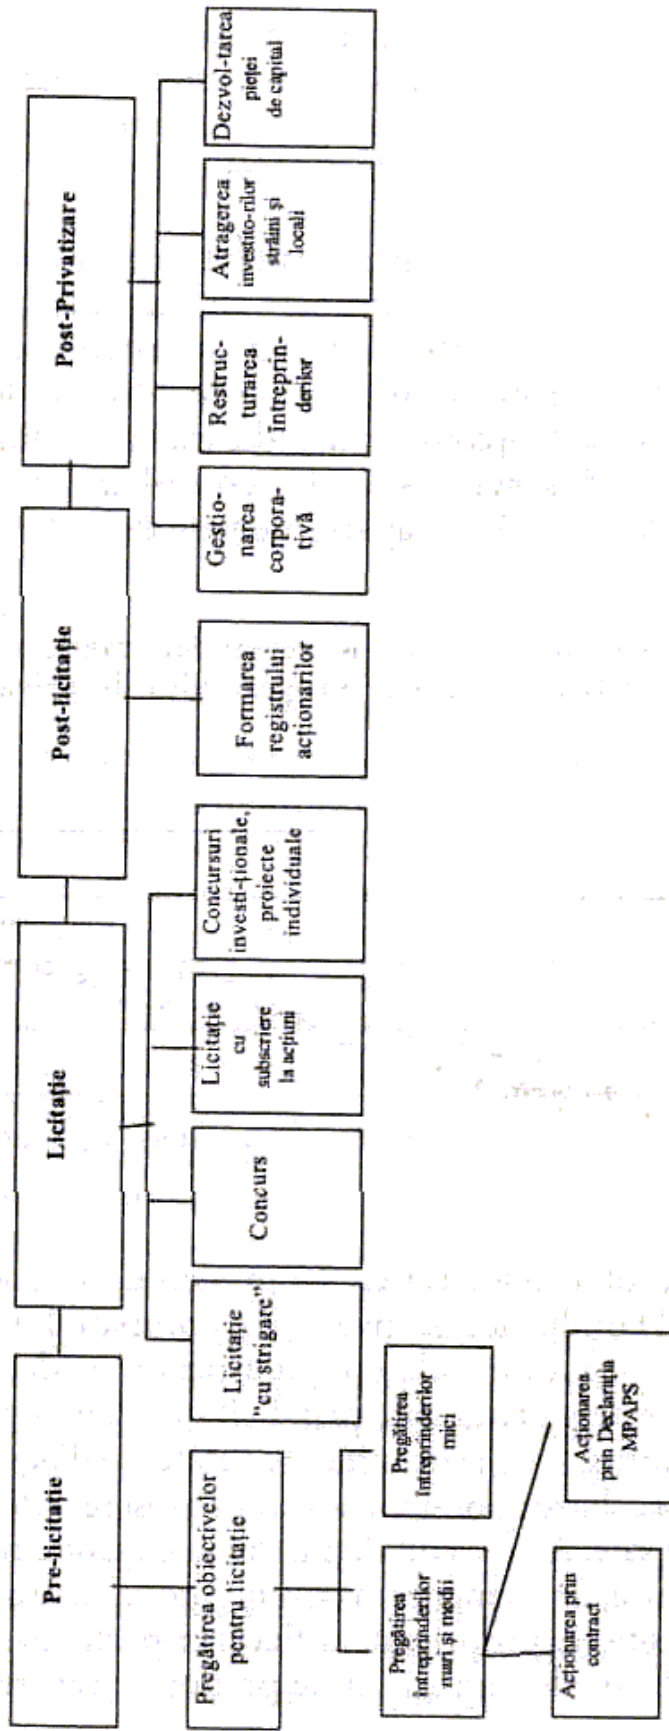 Pre-licitație
Licitație
Post-licitație
Post-Privatizare
Pregătirea obiectivelor
pentru licitație
Licitație
"cu strigare"
Concurs
Licitație
cu
subscriere
la acțiuni
Concursuri
investi-ționale,
proiecte
individuale
Formarea
registrului
acționarilor
Gestio-
narea
corpora-
tivă
Restruc-
turarea
întreprin-
derilor
Atragerea
investito-rilor
străini și
locali
Dezvol-tarea
pieței
de capital
Pregătirea
întreprinderilor
mari și medii
Pregătirea
întreprinderilor
mici
Acționarea prin
contract
Acționarea
prin Declarația
MPAPS